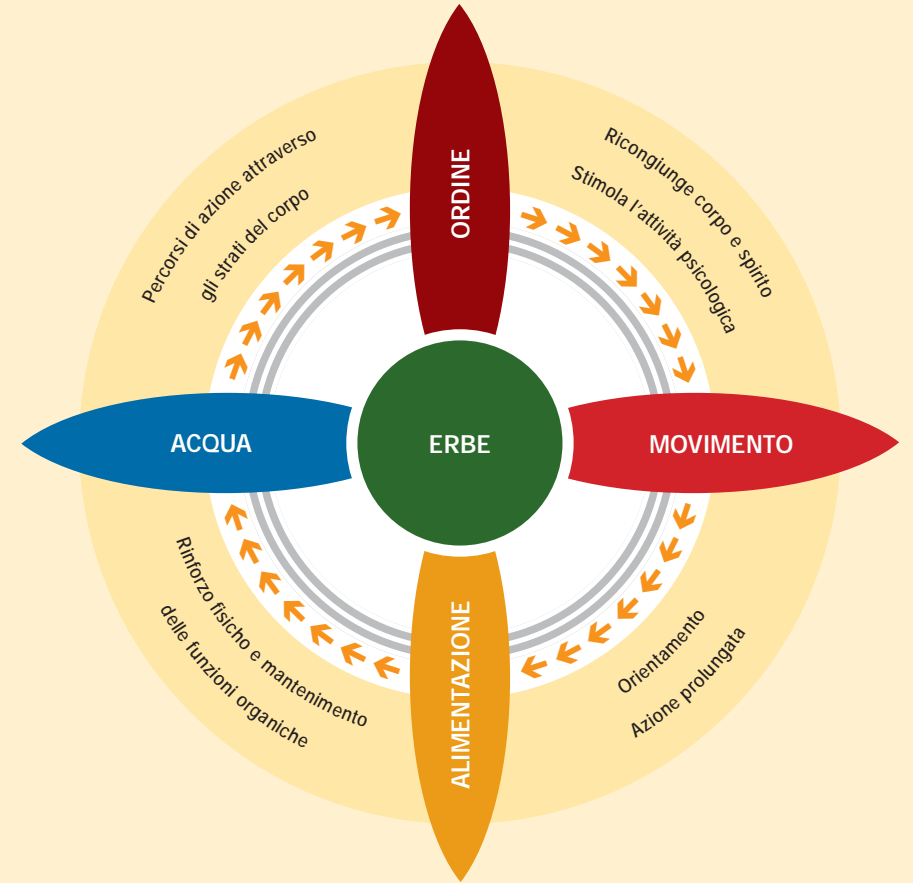 ORDINE
Percorsi di azione attraverso
gli strati del corpo
Ricongiunge corpo e spirito
Stimola l'attività psicologica
ACQUA
ERBE
MOVIMENTO
Rinforzo fisicho e mantenimento
delle funzioni organiche
ALIMENTAZIONE
Orientamento
Azione prolungata